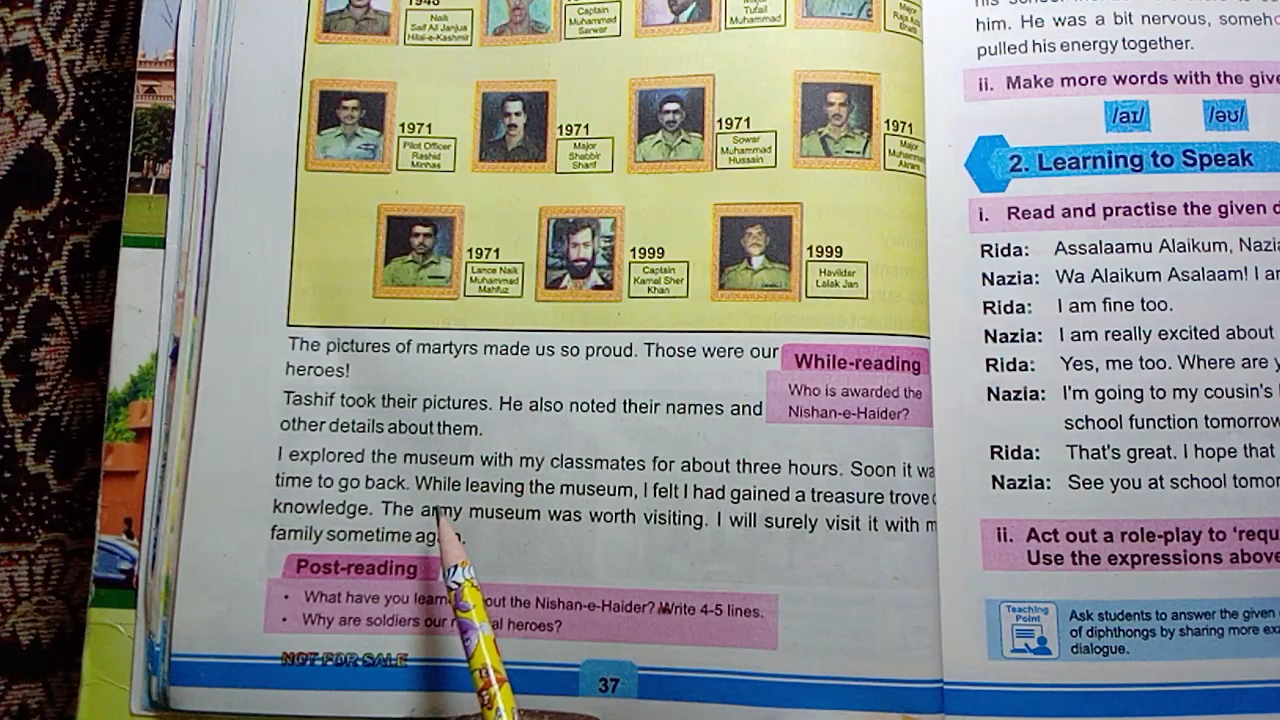 1948
Naik
Saif Ali Janjua
Hilal-e-Kashmir
Captain
Muhammad
Sarwar
Major
Tufail
Muhammad
Major
Raja Aziz
Bhatti
1971
Pilot Officer
Rashid
Minhas
1971
Major
Shabbir
Sharif
1971
Sowar
Muhammad
Hussain
1971
Major
Muhammad
Akram
1971
Lance Naik
Muhammad
Mahfuz
1999
Captain
Karnal Sher
Khan
1999
Havildar
Lalak Jan
The pictures of martyrs made us so proud. Those were our
heroes!
While-reading
Who is awarded the
Nishan-e-Haider?
Tashif took their pictures. He also noted their names and
other details about them.
I explored the museum with my classmates for about three hours. Soon it wa
time to go back. While leaving the museum, I felt I had gained a treasure trove
knowledge. The army museum was worth visiting. I will surely visit it with m
family sometime
Post-reading
• What have you learn out the Nishan-e-Haider? Write 4-5 lines.
• Why are soldiers our al heroes?
NOT FOR SALE
37
him. He was a bit nervous, someho
pulled his energy together.
ii. Make more words with the give
/aɪ/ /əʊ/
2. Learning to Speak
i. Read and practise the given d
Rida: Assalaamu Alaikum, Nazi
Nazia: Wa Alaikum Asalaam! I a
Rida: I am fine too.
Nazia: I am really excited about
Rida: Yes, me too. Where are y
Nazia: I'm going to my cousin's
school function tomorrow
Rida: That's great. I hope that
Nazia: See you at school tomor
ii. Act out a role-play to ‘requ
Use the expressions above
Teaching
Point
Ask students to answer the given
of diphthongs by sharing more ex
dialogue.